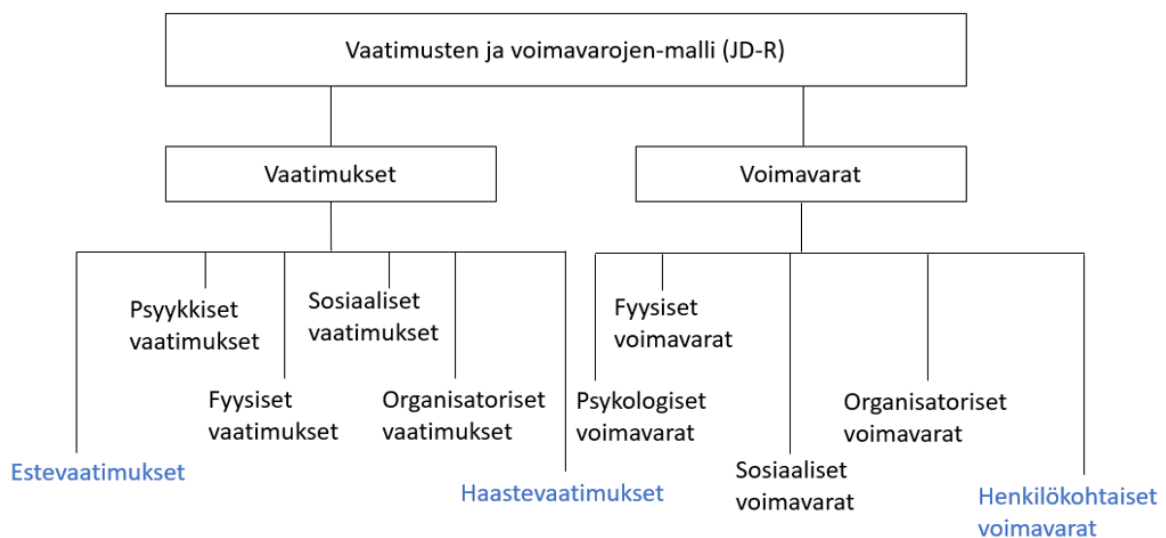 Vaatimusten ja voimavarojen-malli (JD-R)
Vaatimukset
Voimavarat
Psyykkiset
vaatimukset
Sosiaaliset
vaatimukset
Fyysiset
vaatimukset
Organisatoriset
vaatimukset
Estevaatimukset
Haastevaatimukset
Fyysiset
voimavarat
Psykologiset
voimavarat
Organisatoriset
voimavarat
Sosiaaliset
voimavarat
Henkilökohtaiset
voimavarat